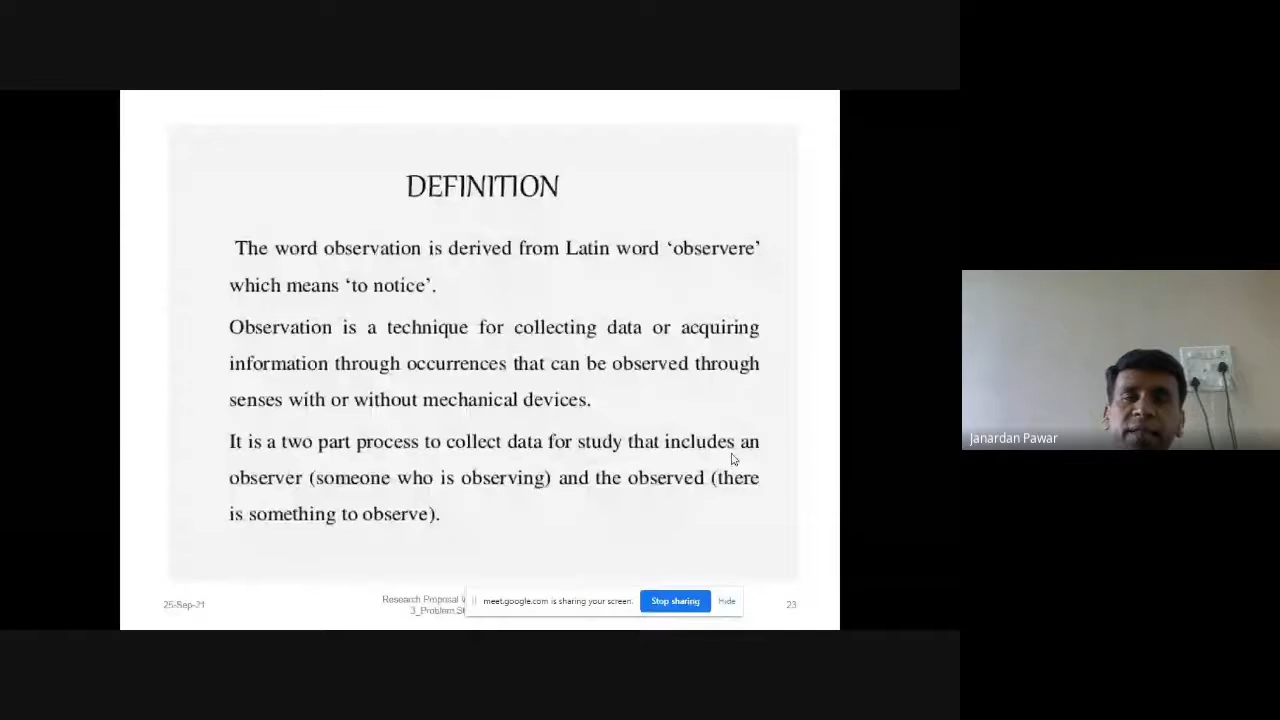 DEFINITION
The word observation is derived from Latin word ‘observere’
which means ‘to notice’.
Observation is a technique for collecting data or acquiring
information through occurrences that can be observed through
senses with or without mechanical devices.
It is a two part process to collect data for study that includes an
observer (someone who is observing) and the observed (there
is something to observe).
25-Sep-21
Research Proposal
3_Problem
meet.google.com is sharing your screen.
Stop sharing
Hide
23
Janardan Pawar